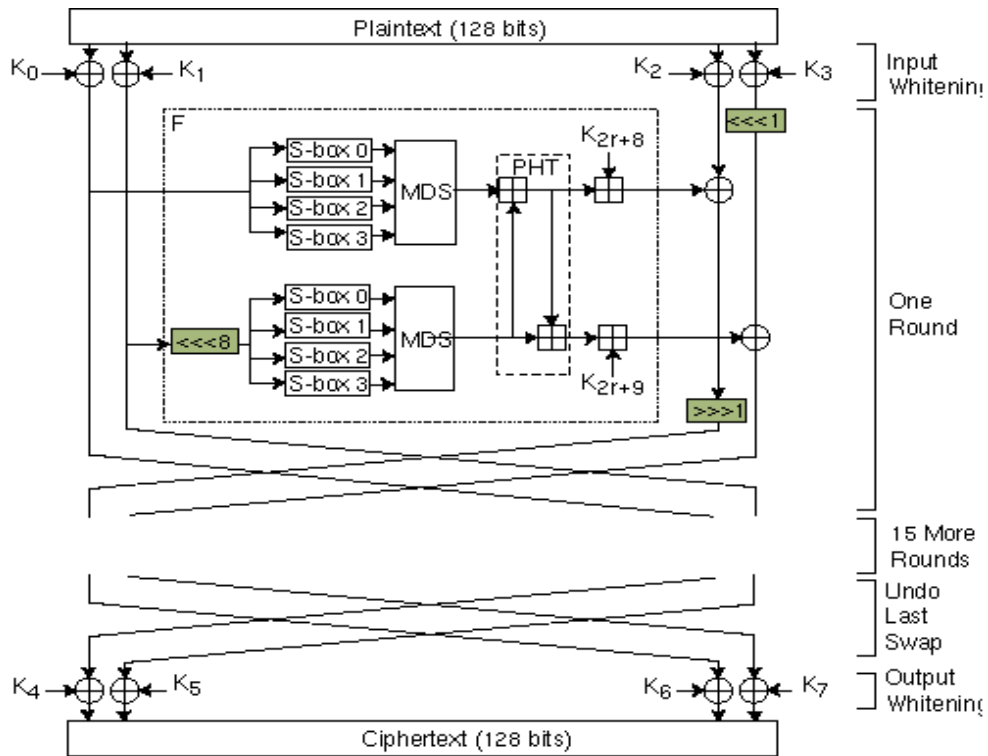 Plaintext (128 bits)
K0
K1
K2
K3
Input
Whitening
<<<1
F
K2r+8
S-box 0
S-box 1
S-box 2
S-box 3
MDS
PHT
One
Round
<<<8
S-box 0
S-box 1
S-box 2
S-box 3
MDS
K2r+9
>>>1
15 More
Rounds
Undo
Last
Swap
K4
K5
K6
K7
Output
Whitening
Ciphertext (128 bits)